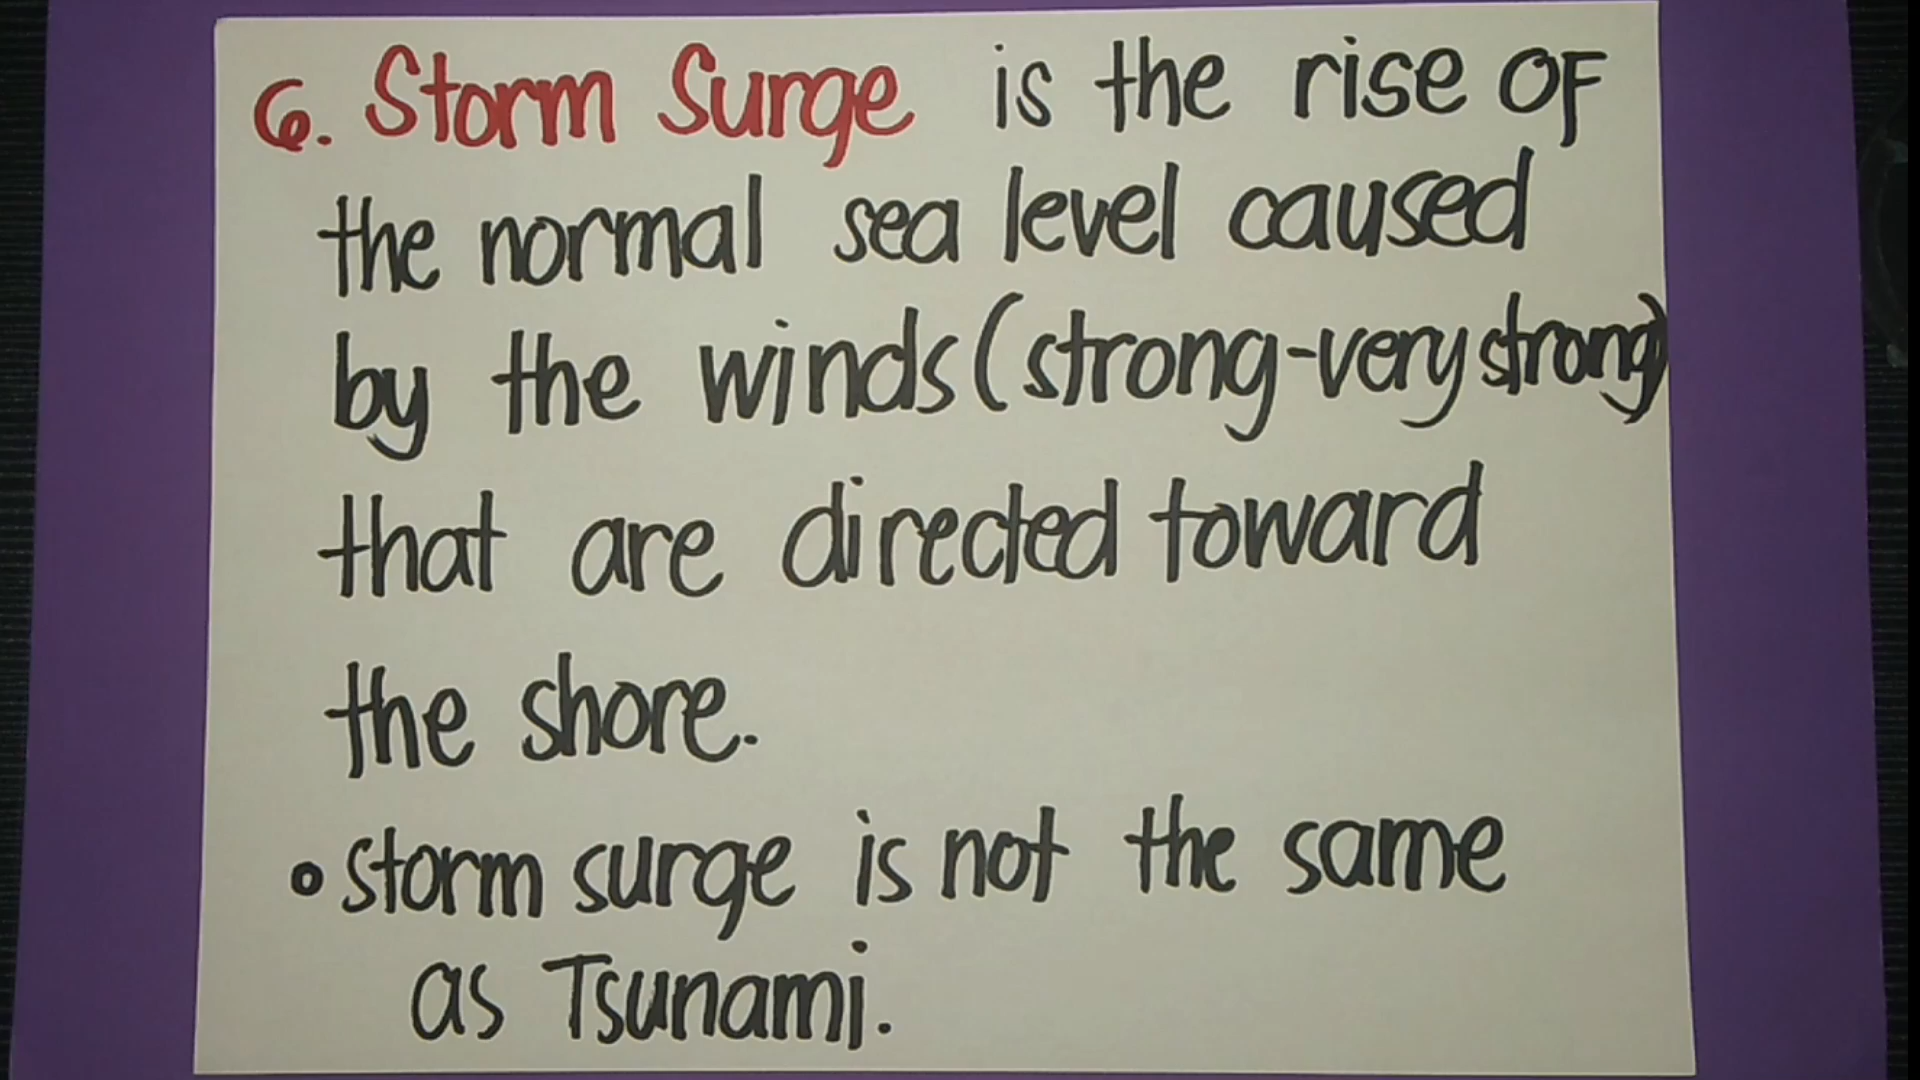 6. Storm Surge is the rise OF
the normal sea level caused
by the winds (strong-very strong)
that are directed toward
the shore.
• storm surge is not the same
as Tsunami.